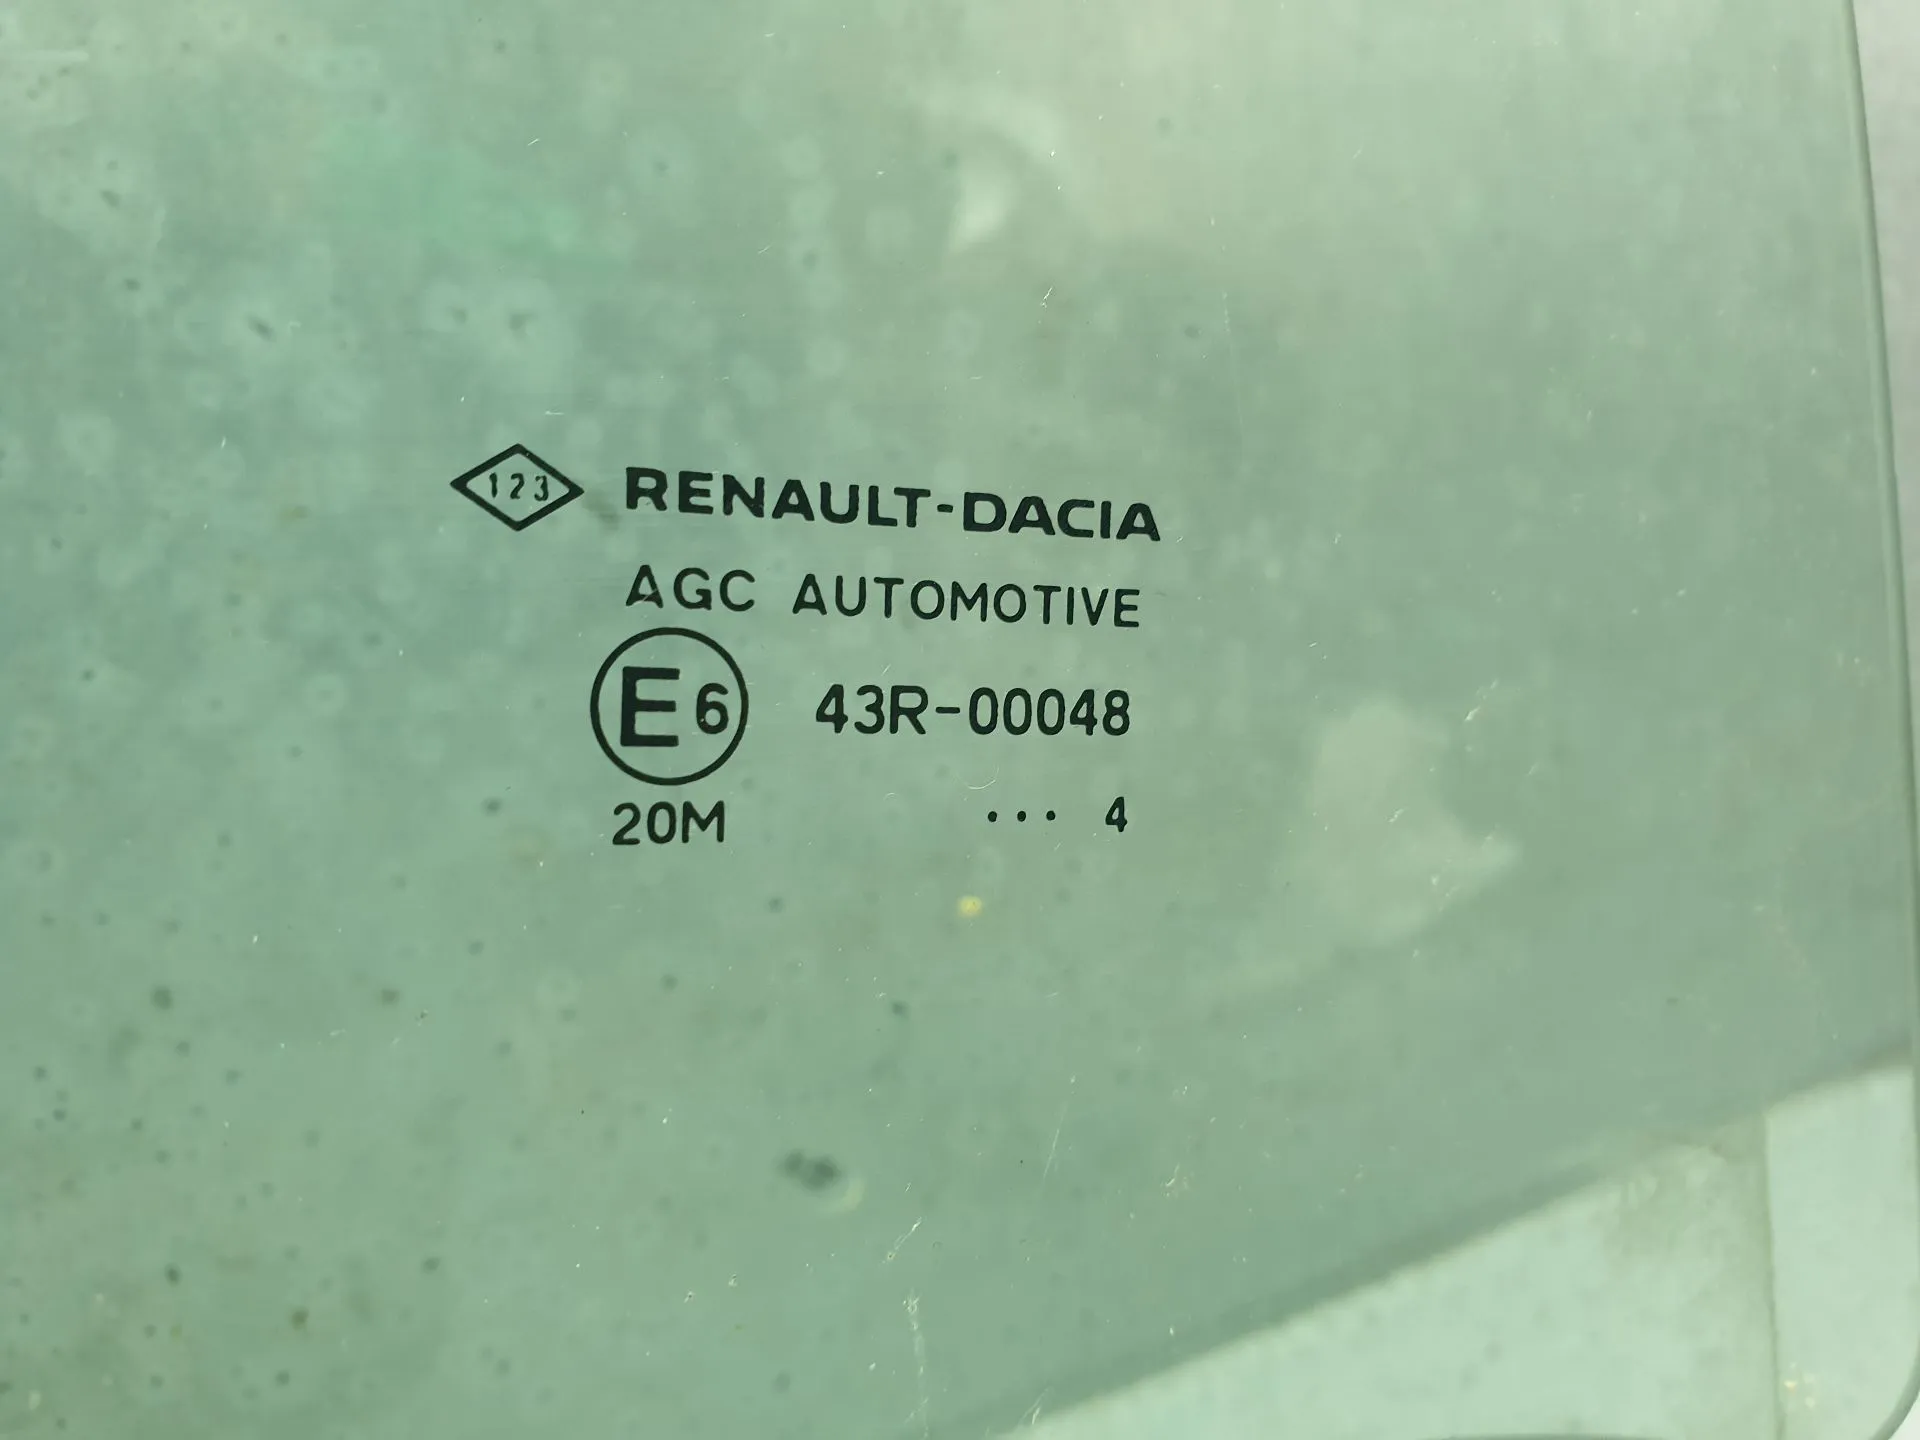 123 RENAULT-DACIA
AGC AUTOMOTIVE
E6 43R-00048
20M ... 4